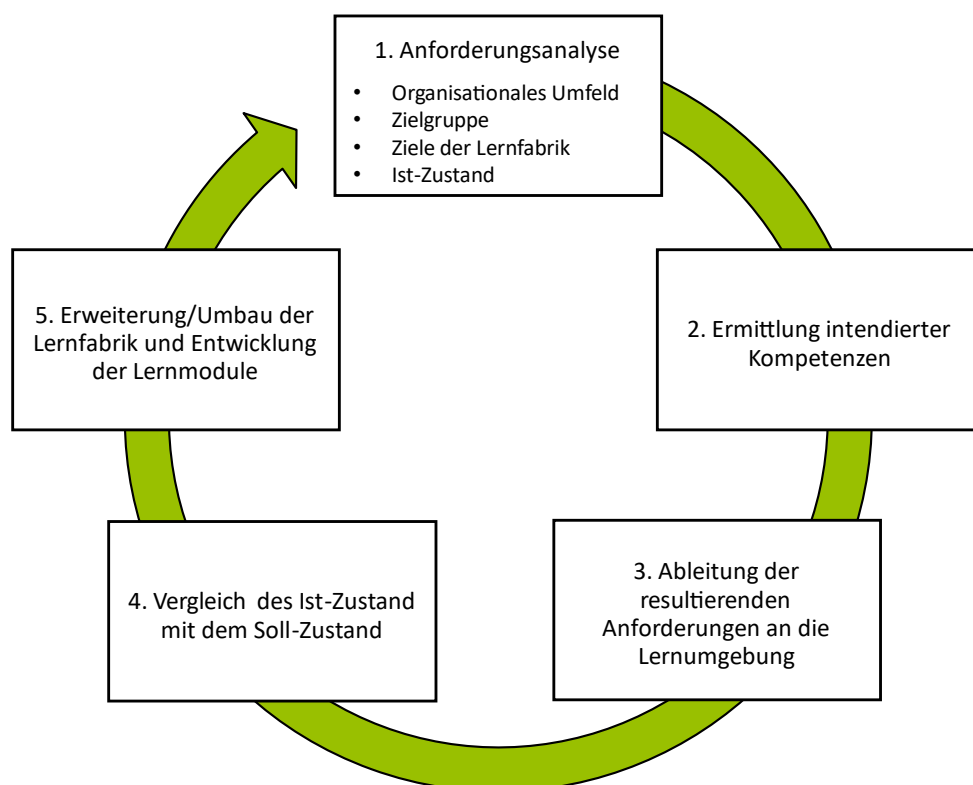 1. Anforderungsanalyse
• Organisationales Umfeld
• Zielgruppe
• Ziele der Lernfabrik
• Ist-Zustand
2. Ermittlung intendierter
Kompetenzen
3. Ableitung der
resultierenden
Anforderungen an die
Lernumgebung
4. Vergleich  des Ist-Zustand
mit dem Soll-Zustand
5. Erweiterung/Umbau der
Lernfabrik und Entwicklung
der Lernmodule